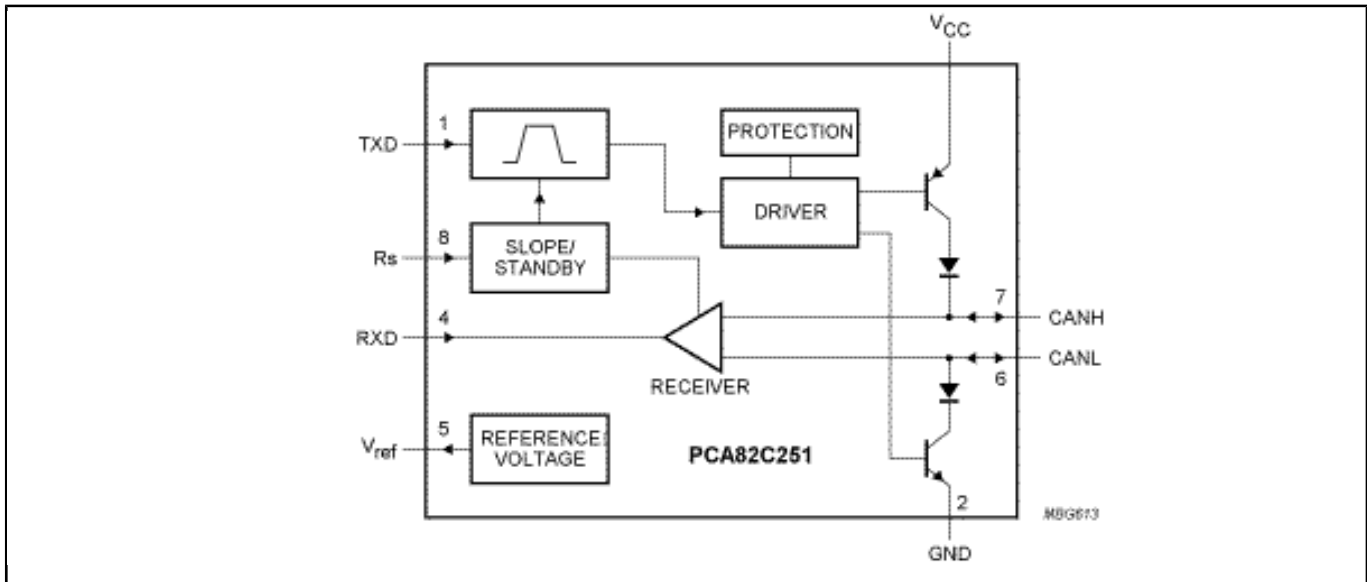 VCC
1
TXD
PROTECTION
DRIVER
8
Rs
SLOPE/
STANDBY
4
RXD
7
CANH
CANL
6
RECEIVER
5
Vref
REFERENCE
VOLTAGE
PCA82C251
2
MBG613
GND